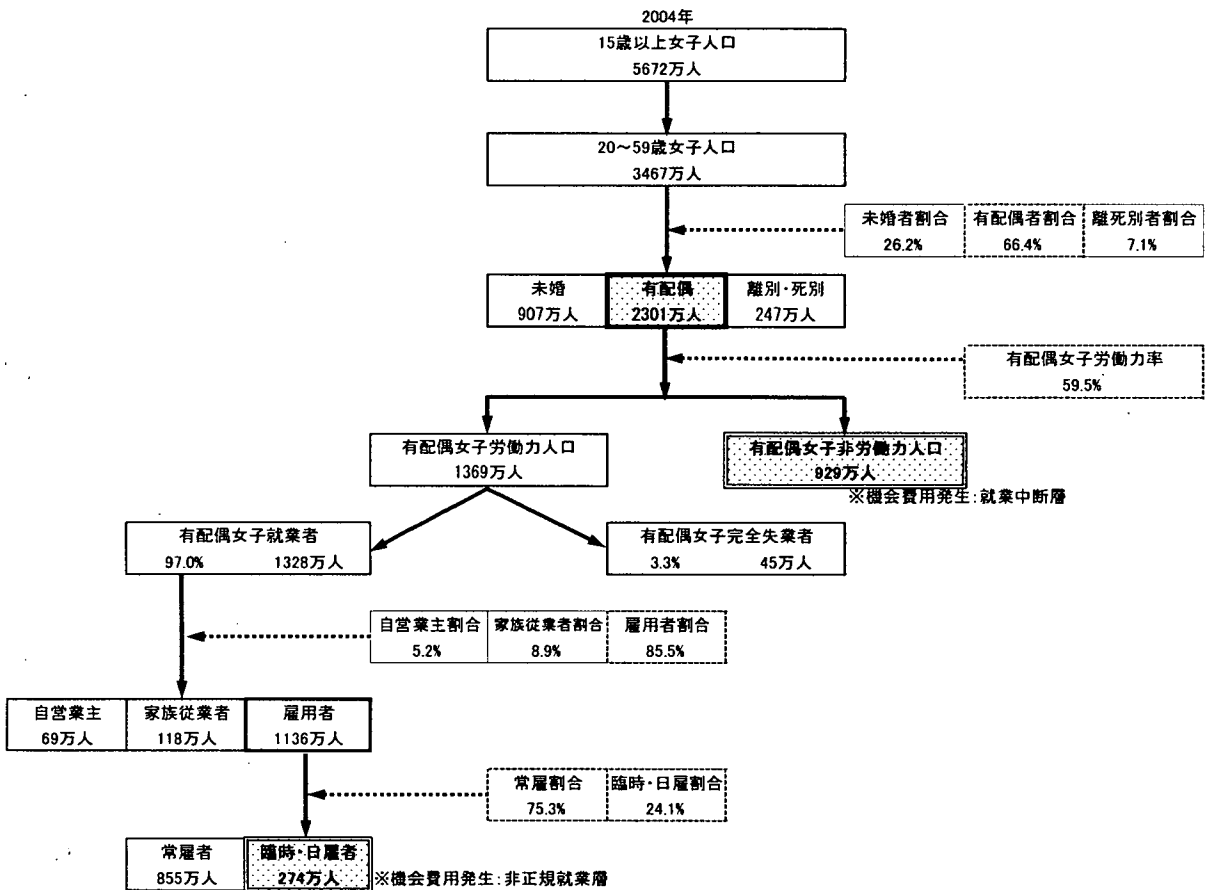 2004年
15歳以上女子人口
5672万人
20～59歳女子人口
3467万人
未婚者割合 有配偶者割合 離死別者割合
26.2% 66.4% 7.1%
未婚 有配偶 離別・死別
907万人 2301万人 247万人
有配偶女子労働力率
59.5%
有配偶女子労働力人口 有配偶女子非労働力人口
1369万人 929万人
※機会費用発生:就業中断層
有配偶女子就業者 有配偶女子完全失業者
97.0% 1328万人 3.3% 45万人
自営業主割合 家族従業者割合 雇用者割合
5.2% 8.9% 85.5%
自営業主 家族従業者 雇用者
69万人 118万人 1136万人
常雇割合 臨時・日雇割合
75.3% 24.1%
常雇者 臨時・日雇者
855万人 274万人 ※機会費用発生:非正規就業層